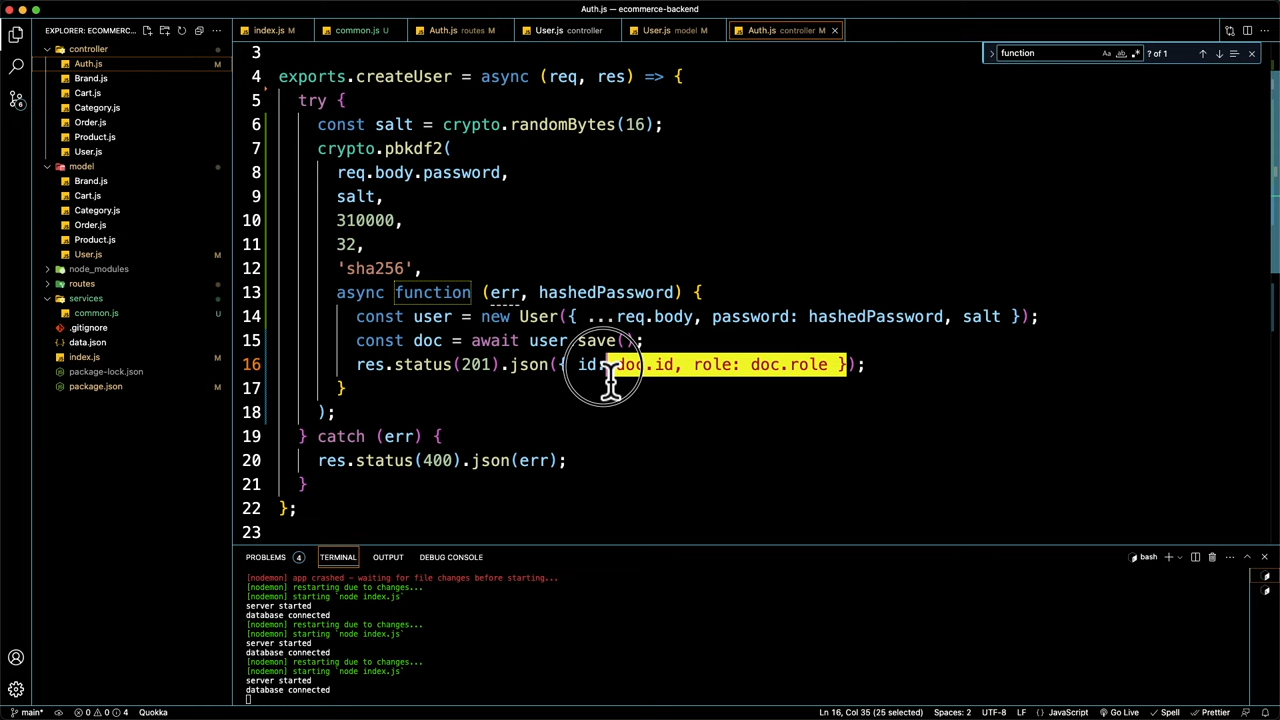 Auth.js — ecommerce-backend
EXPLORER: ECOMMERC...
index.js M
common.js U
Auth.js routes M
User.js controller
User.js model M
Auth.js controller M
function
Aa ab
? of 1
controller
Auth.js M
Brand.js
Cart.js
Category.js
Order.js
Product.js
User.js
model
Brand.js
Cart.js
Category.js
Order.js
Product.js
User.js M
node_modules
routes
services
common.js U
.gitignore
data.json
index.js M
package-lock.json
package.json M
6
3
4 exports.createUser = async (req, res) => {
5 try {
6 const salt = crypto.randomBytes(16);
7 crypto.pbkdf2(
8 req.body.password,
9 salt,
10 310000,
11 32,
12 'sha256',
13 async function (err, hashedPassword) {
14 const user = new User({ ...req.body, password: hashedPassword, salt });
15 const doc = await user.save();
16 res.status(201).json({ id: doc.id, role: doc.role });
17 }
18 );
19 } catch (err) {
20 res.status(400).json(err);
21 }
22 };
23
PROBLEMS 4 TERMINAL OUTPUT DEBUG CONSOLE
bash
[nodemon] app crashed - waiting for file changes before starting...
[nodemon] restarting due to changes...
[nodemon] starting `node index.js`
server started
database connected
[nodemon] restarting due to changes...
[nodemon] starting `node index.js`
server started
database connected
[nodemon] restarting due to changes...
[nodemon] starting `node index.js`
server started
database connected
main* 0 0 4 Quokka
Ln 16, Col 35 (25 selected) Spaces: 2 UTF-8 LF { } JavaScript Go Live Spell Prettier